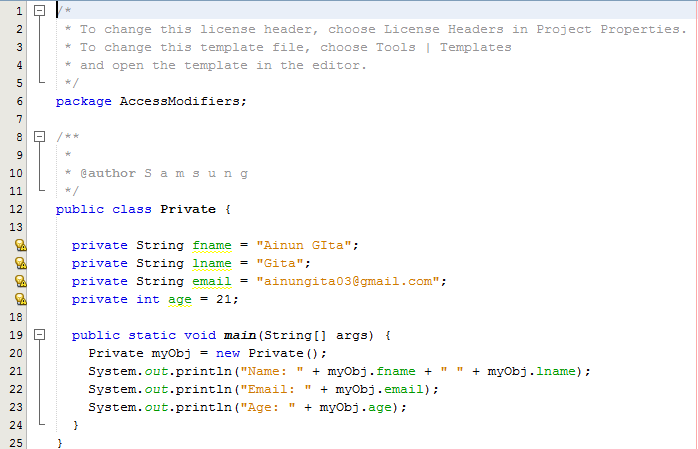 1 /*
2 * To change this license header, choose License Headers in Project Properties.
3 * To change this template file, choose Tools | Templates
4 * and open the template in the editor.
5 */
6 package AccessModifiers;
7
8 /**
9 *
10 * @author S a m s u n g
11 */
12 public class Private {
13
private String fname = "Ainun GIta";
private String lname = "Gita";
private String email = "ainungita03@gmail.com";
private int age = 21;
18
19 public static void main(String[] args) {
20 Private myObj = new Private();
21 System.out.println("Name: " + myObj.fname + " " + myObj.lname);
22 System.out.println("Email: " + myObj.email);
23 System.out.println("Age: " + myObj.age);
24 }
25 }